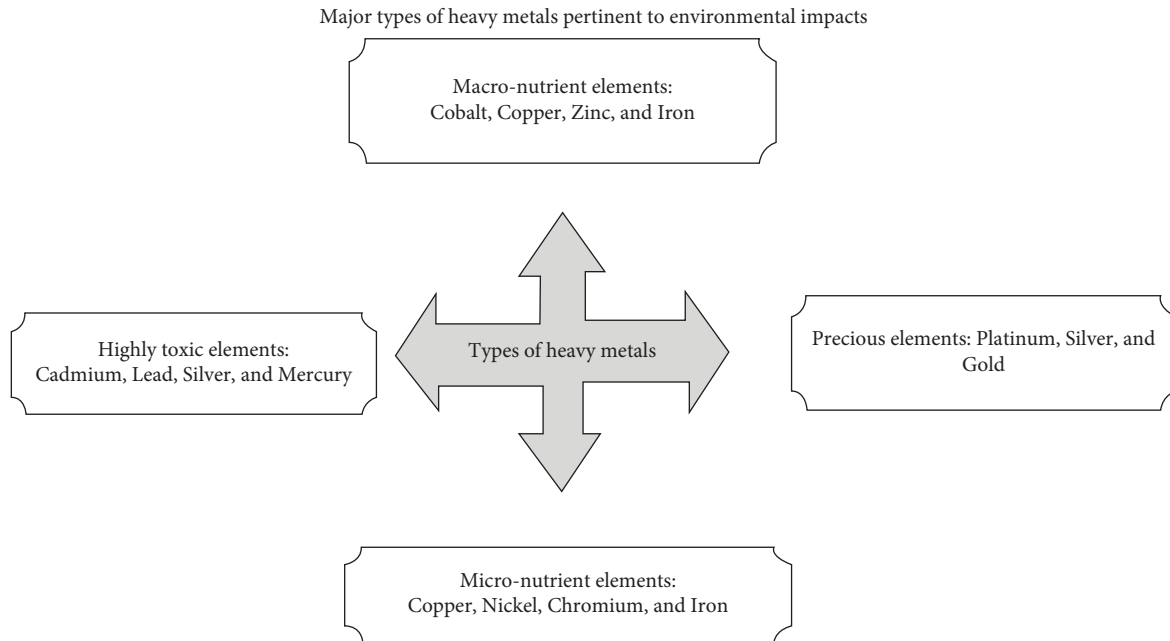 Major types of heavy metals pertinent to environmental impacts
Macro-nutrient elements:
Cobalt, Copper, Zinc, and Iron
Highly toxic elements:
Cadmium, Lead, Silver, and Mercury
Types of heavy metals
Precious elements: Platinum, Silver, and
Gold
Micro-nutrient elements:
Copper, Nickel, Chromium, and Iron